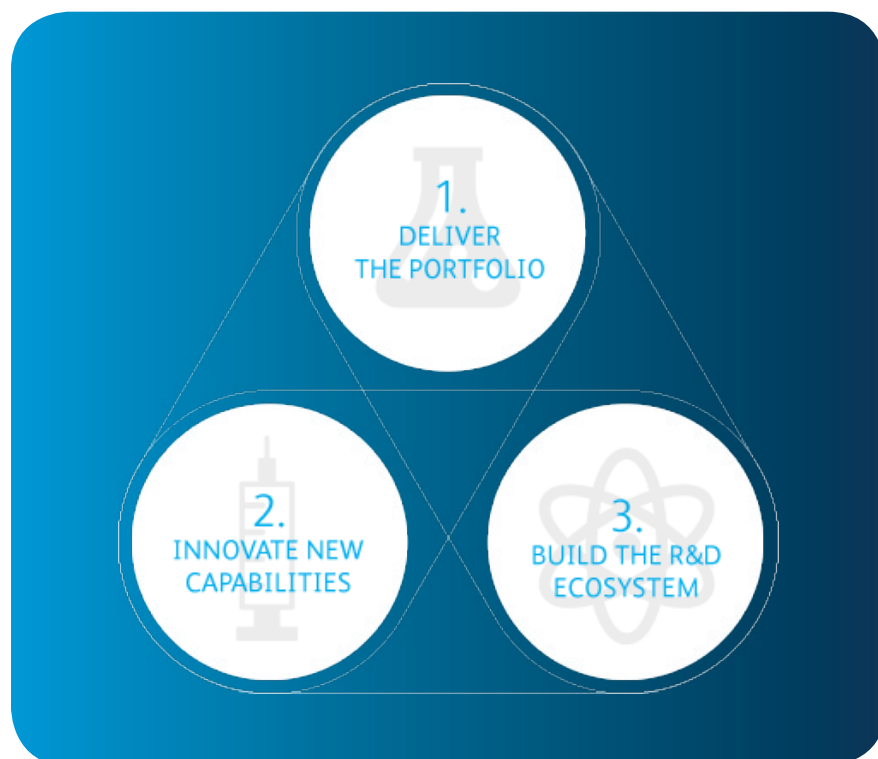 1.
DELIVER
THE PORTFOLIO
2.
INNOVATE NEW
CAPABILITIES
3.
BUILD THE R&D
ECOSYSTEM